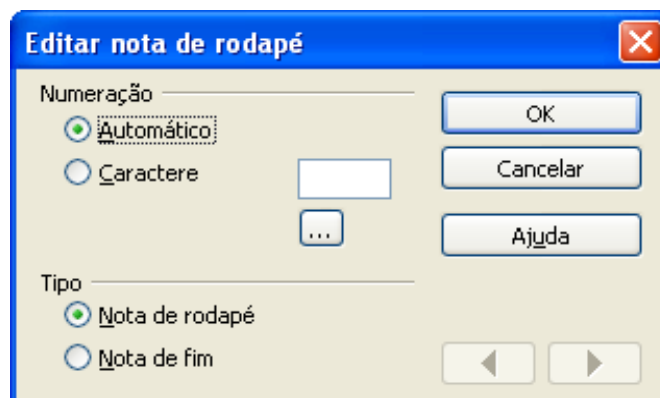 Editar nota de rodapé
Numeração
Automático
Caractere
...
OK
Cancelar
Ajuda
Tipo
Nota de rodapé
Nota de fim